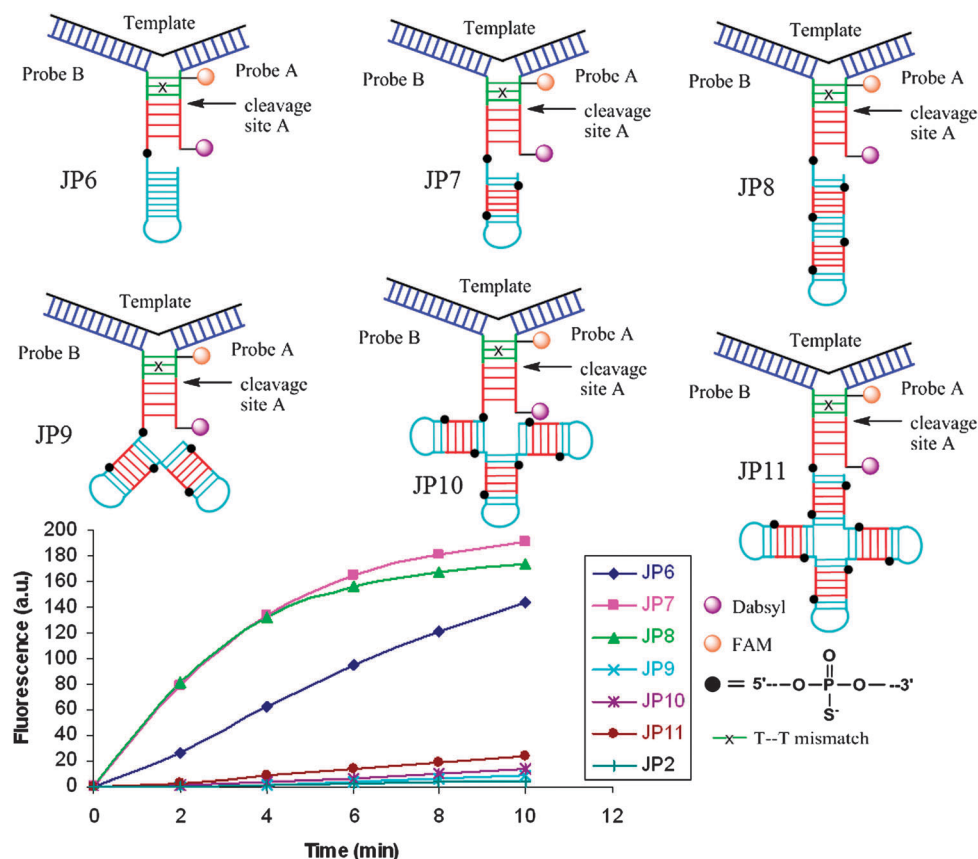 Template
Probe B
Probe A
cleavage
site A
JP6
Template
Probe B
Probe A
cleavage
site A
JP7
Template
Probe B
Probe A
cleavage
site A
JP8
Template
Probe B
Probe A
cleavage
site A
JP9
Template
Probe B
Probe A
cleavage
site A
JP10
Template
Probe B
Probe A
cleavage
site A
JP11
X
X
X
X
X
X
Fluorescence (a.u.)
200
180
160
140
120
100
80
60
40
20
0
0 2 4 6 8 10 12
Time (min)
JP6
JP7
JP8
JP9
JP10
JP11
JP2
Dabsyl
FAM
O
= 5'---O—P—O---3'
S-
X T--T mismatch